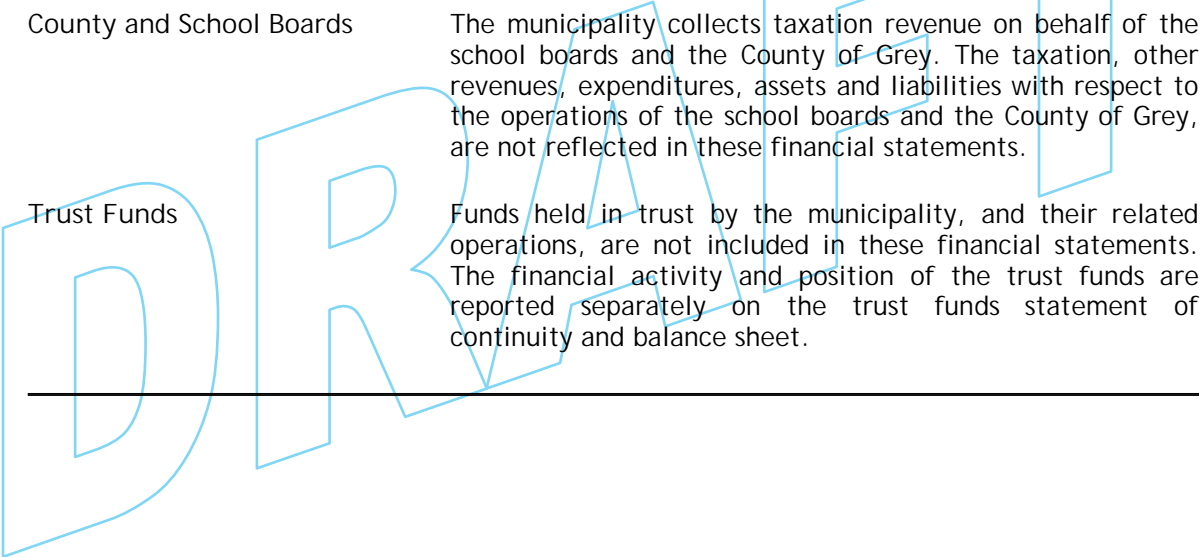 County and School Boards
The municipality collects taxation revenue on behalf of the
school boards and the County of Grey. The taxation, other
revenues, expenditures, assets and liabilities with respect to
the operations of the school boards and the County of Grey,
are not reflected in these financial statements.
Trust Funds
Funds held in trust by the municipality, and their related
operations, are not included in these financial statements.
The financial activity and position of the trust funds are
reported separately on the trust funds statement of
continuity and balance sheet.
DRAFT